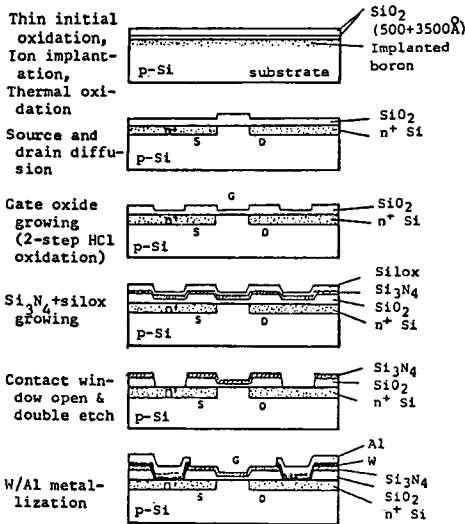 Thin initial
oxidation,
Ion implant-
ation,
Thermal oxi-
dation
SiO2
(500+3500Å)
Implanted
boron
p-Si
substrate
Source and
drain diffu-
sion
SiO2
n+ Si
n+
S
D
p-Si
Gate oxide
growing
(2-step HCl
oxidation)
G
SiO2
n+ Si
n+
S
D
p-Si
Si3N4+silox
growing
Silox
Si3N4
SiO2
n+ Si
n+
S
D
p-Si
Contact win-
dow open &
double etch
Si3N4
SiO2
n+ Si
n+
S
D
p-Si
W/Al metal-
lization
G
Al
W
Si3N4
SiO2
n+ Si
n
S
D
p-Si